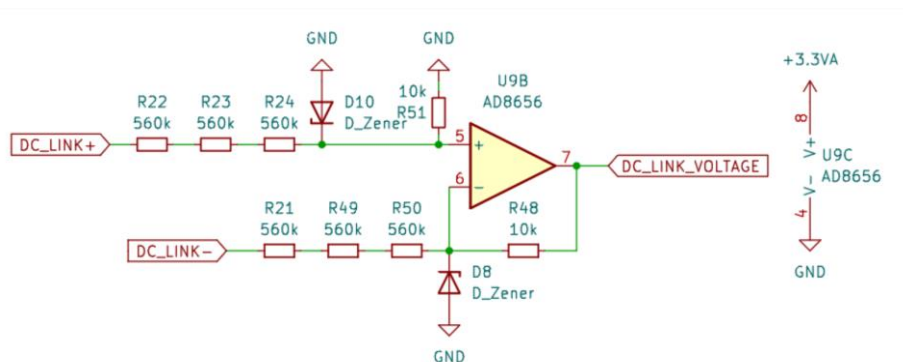 GND
GND
+3.3VA
R22
560k
R23
560k
R24
560k
D10
D_Zener
10k
R51
U9B
AD8656
8
V+
U9C
AD8656
V-
4
GND
DC_LINK+
5
+
6
-
7
DC_LINK_VOLTAGE
R21
560k
R49
560k
R50
560k
R48
10k
DC_LINK-
D8
D_Zener
GND